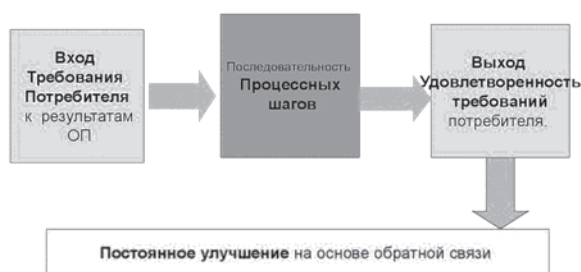 Вход
Требования
Потребителя
к результатам
ОП
Последовательность
Процессных
шагов
Выход
Удовлетворенность
требований
потребителя.
Постоянное улучшение на основе обратной связи